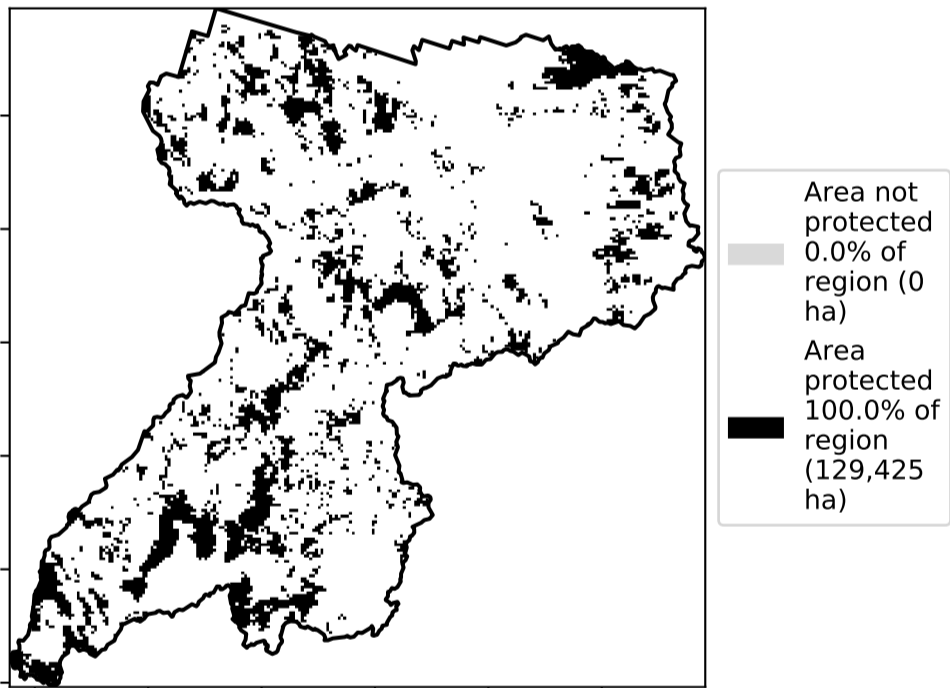 Area not
protected
0.0% of
region (0
ha)
Area
protected
100.0% of
region
(129,425
ha)